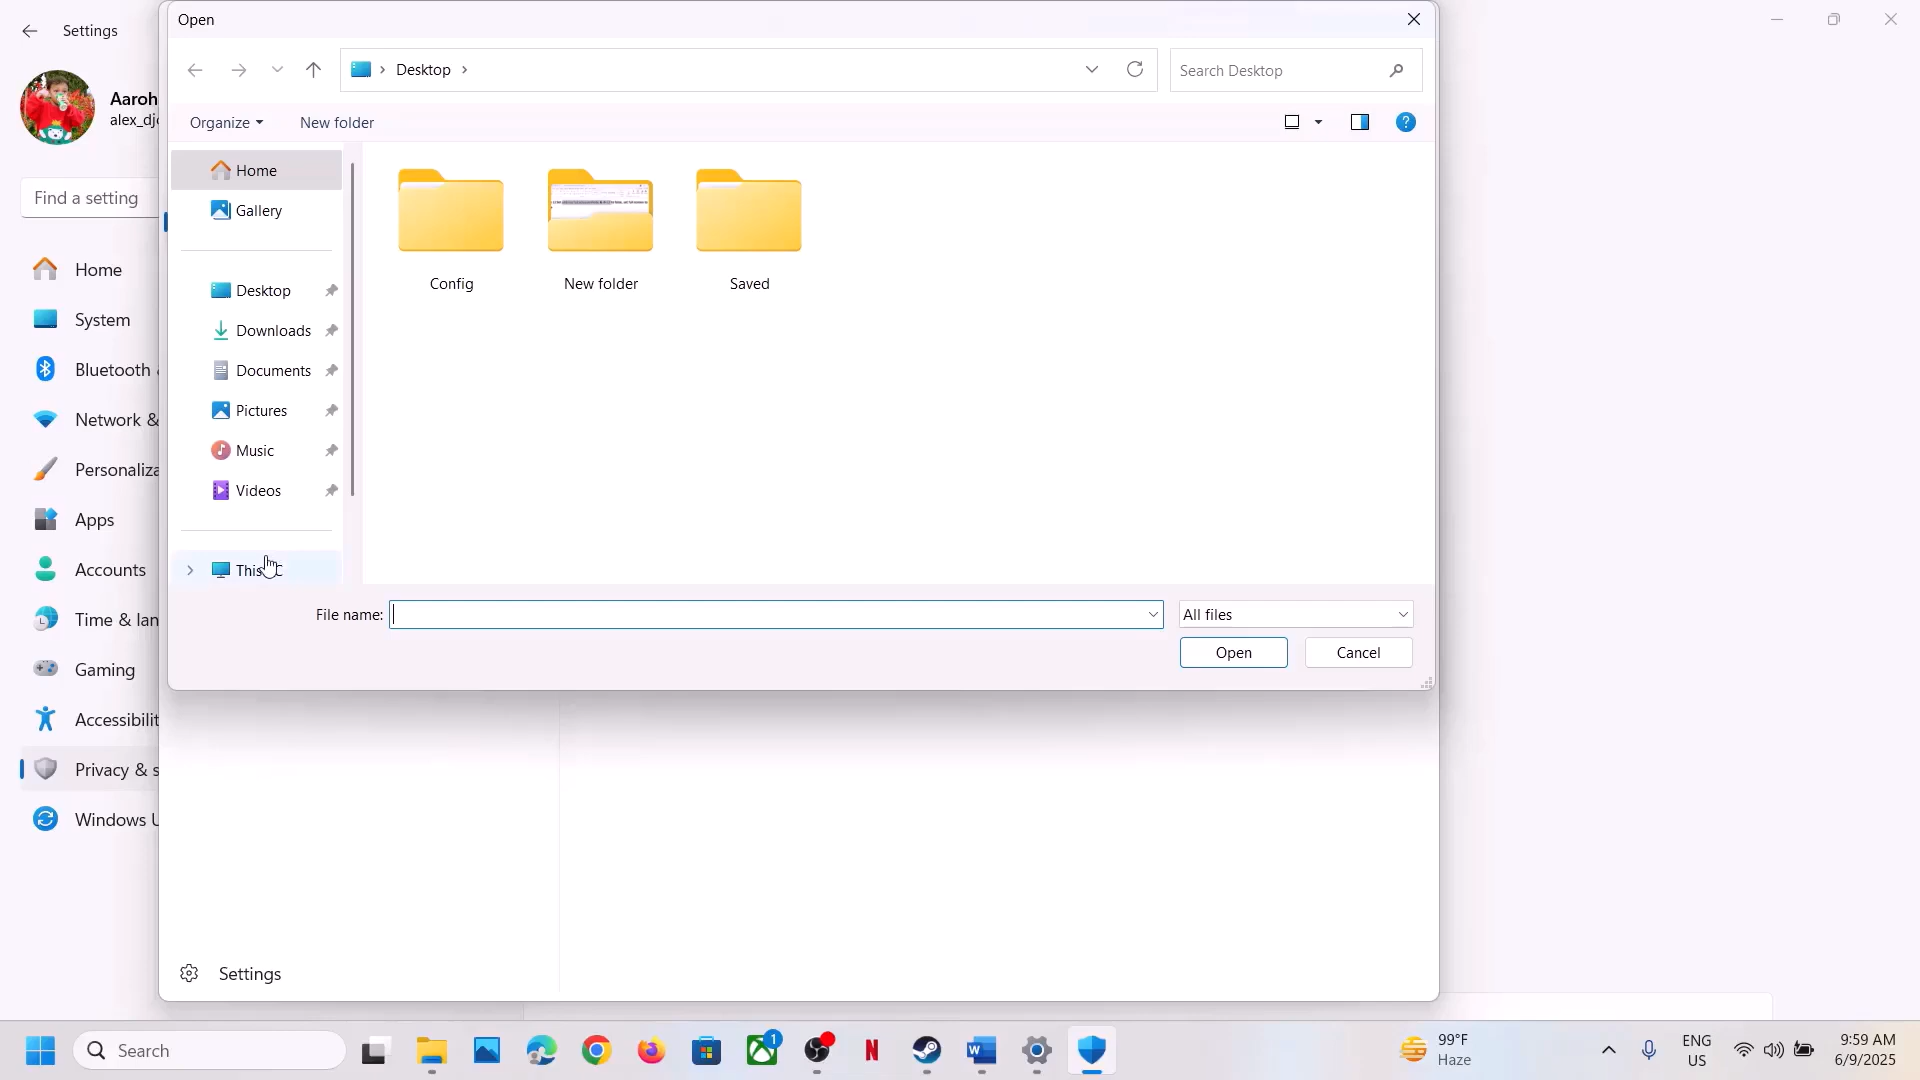 Settings
Open
Desktop
Search Desktop
Aaroh
alex_djc
Organize
New folder
Find a setting
Home
Gallery
Desktop
Downloads
Documents
Pictures
Music
Videos
Config
New folder
Saved
Home
System
Bluetooth
Network &
Personaliza
Apps
Accounts
Time & lan
Gaming
Accessibilit
Privacy & s
Windows U
File name:
All files
Open
Cancel
Settings
Search
1
99°F
Haze
ENG
US
9:59 AM
6/9/2025